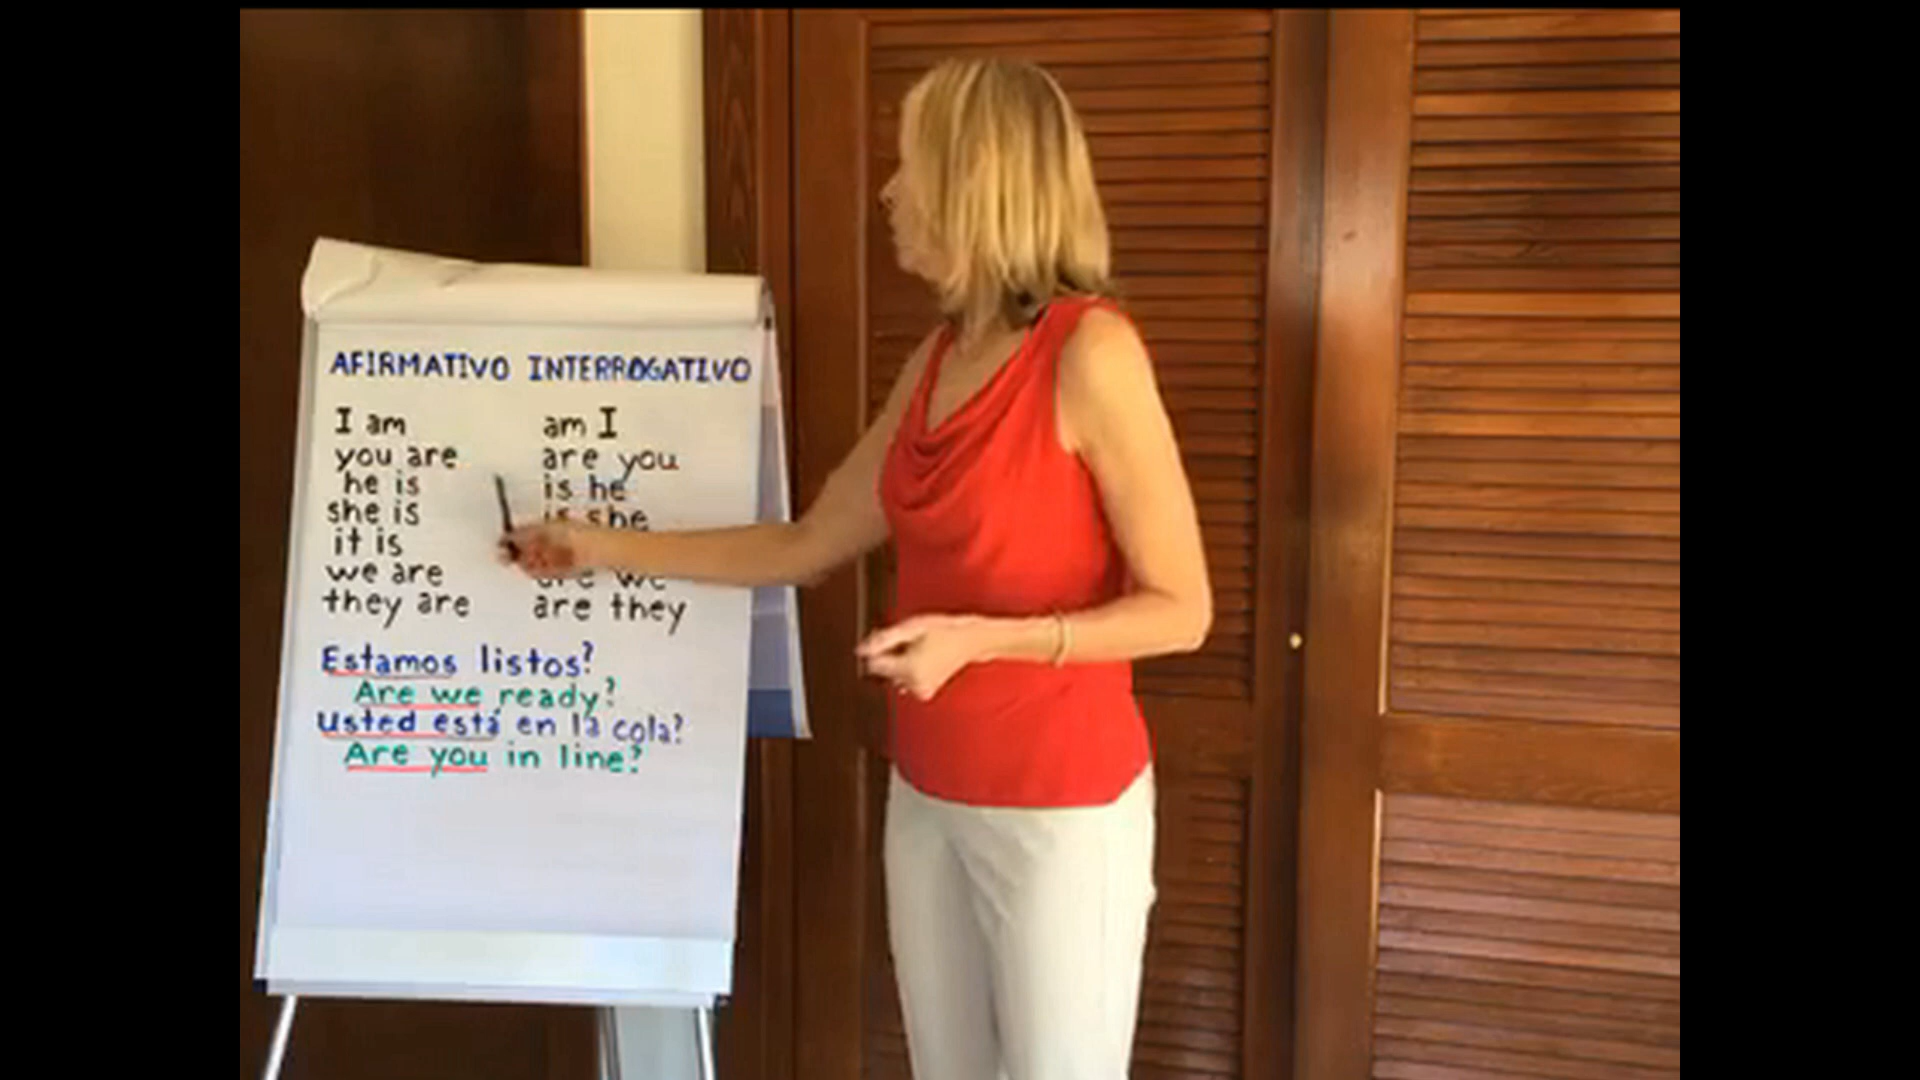 AFIRMATIVO INTERROGATIVO
I am am I
you are are you
he is is he
she is is she
it is
we are are we
they are are they
Estamos listos?
Are we ready?
Usted está en la cola?
Are you in line?